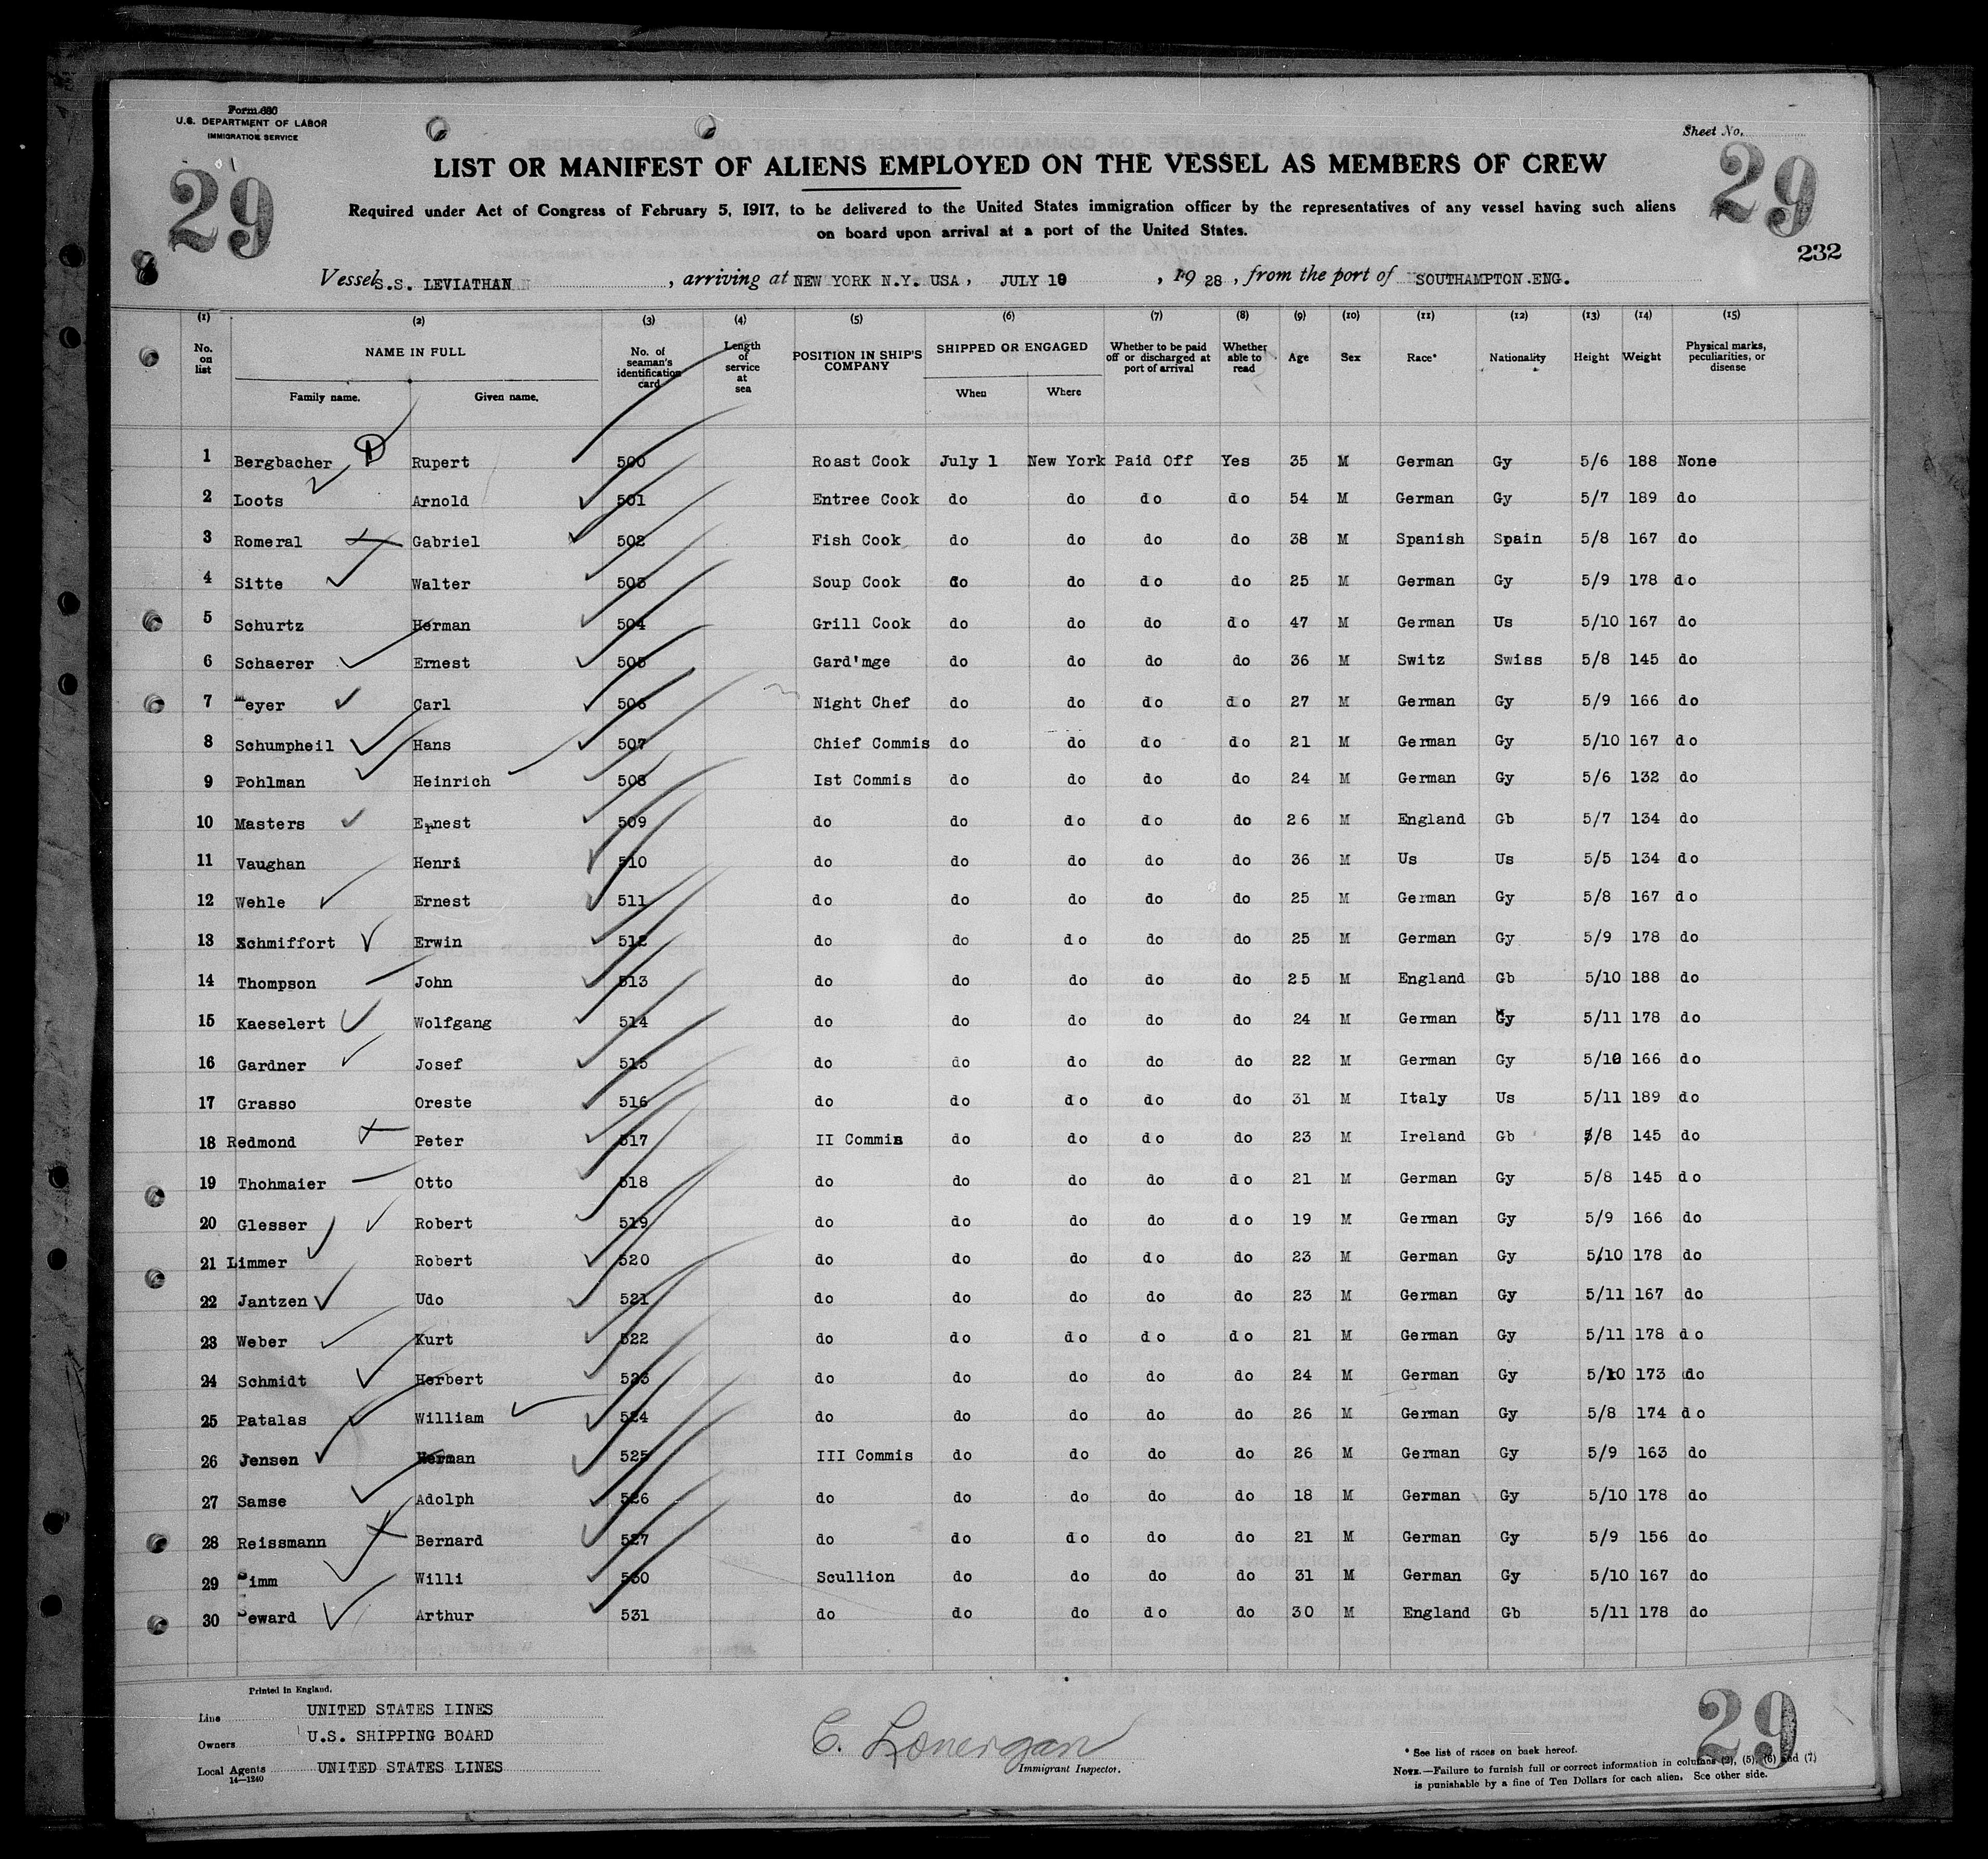 Form 680
U.S. DEPARTMENT OF LABOR
IMMIGRATION SERVICE
Sheet No.
29
29
LIST OR MANIFEST OF ALIENS EMPLOYED ON THE VESSEL AS MEMBERS OF CREW
Required under Act of Congress of February 5, 1917, to be delivered to the United States immigration officer by the representatives of any vessel having such aliens
on board upon arrival at a port of the United States.
232
Vessel S.S. LEVIATHAN , arriving at NEW YORK N.Y. USA, JULY 10 , 19 28 , from the port of SOUTHAMPTON.ENG.
(1) (2) (3) (4) (5) (6) (7) (8) (9) (10) (11) (12) (13) (14) (15)
No. on list NAME IN FULL Family name. Given name. No. of seaman's identification card Length of service at sea POSITION IN SHIP'S COMPANY SHIPPED OR ENGAGED When Where Whether to be paid off or discharged at port of arrival Whether able to read Age Sex Race* Nationality Height Weight Physical marks, peculiarities, or disease
1 Bergbacher D Rupert 500 Roast Cook July 1 New York Paid Off Yes 35 M German Gy 5/6 188 None
2 Loots Arnold 501 Entree Cook do do do do 54 M German Gy 5/7 189 do
3 Romeral Gabriel 502 Fish Cook do do do do 38 M Spanish Spain 5/8 167 do
4 Sitte Walter 503 Soup Cook do do do do 25 M German Gy 5/9 178 do
5 Schurtz Herman 504 Grill Cook do do do do 47 M German Us 5/10 167 do
6 Schaerer Ernest 505 Gard'mge do do do do 36 M Switz Swiss 5/8 145 do
7 Meyer Carl 506 Night Chef do do do do 27 M German Gy 5/9 166 do
8 Schumpheil Hans 507 Chief Commis do do do do 21 M German Gy 5/10 167 do
9 Pohlman Heinrich 508 Ist Commis do do do do 24 M German Gy 5/6 132 do
10 Masters Ernest 509 do do do do do 26 M England Gb 5/7 134 do
11 Vaughan Henri 510 do do do do do 36 M Us Us 5/5 134 do
12 Wehle Ernest 511 do do do do do 25 M German Gy 5/8 167 do
13 Schmiffort Erwin 512 do do do do do 25 M German Gy 5/9 178 do
14 Thompson John 513 do do do do do 25 M England Gb 5/10 188 do
15 Kaeselert Wolfgang 514 do do do do do 24 M German Gy 5/11 178 do
16 Gardner Josef 515 do do do do do 22 M German Gy 5/10 166 do
17 Grasso Oreste 516 do do do do do 31 M Italy Us 5/11 189 do
18 Redmond Peter 517 II Commis do do do do 23 M Ireland Gb 5/8 145 do
19 Thohmaier Otto 518 do do do do do 21 M German Gy 5/8 145 do
20 Glesser Robert 519 do do do do do 19 M German Gy 5/9 166 do
21 Limmer Robert 520 do do do do do 23 M German Gy 5/10 178 do
22 Jantzen Udo 521 do do do do do 23 M German Gy 5/11 167 do
23 Weber Kurt 522 do do do do do 21 M German Gy 5/11 178 do
24 Schmidt Herbert 523 do do do do do 24 M German Gy 5/10 173 do
25 Patalas William 524 do do do do do 26 M German Gy 5/8 174 do
26 Jensen Herman 525 III Commis do do do do 26 M German Gy 5/9 163 do
27 Samse Adolph 526 do do do do do 18 M German Gy 5/10 178 do
28 Reissmann Bernard 527 do do do do do 21 M German Gy 5/9 156 do
29 Simm Willi 530 Scullion do do do do 31 M German Gy 5/10 167 do
30 Seward Arthur 531 do do do do do 30 M England Gb 5/11 178 do
Printed in England.
Line UNITED STATES LINES
Owners U.S. SHIPPING BOARD
Local Agents UNITED STATES LINES
14—1240
C. Lonergan
Immigrant Inspector.
29
* See list of races on back hereof.
NOTE.—Failure to furnish full or correct information in columns (2), (5), (6) and (7)
is punishable by a fine of Ten Dollars for each alien. See other side.